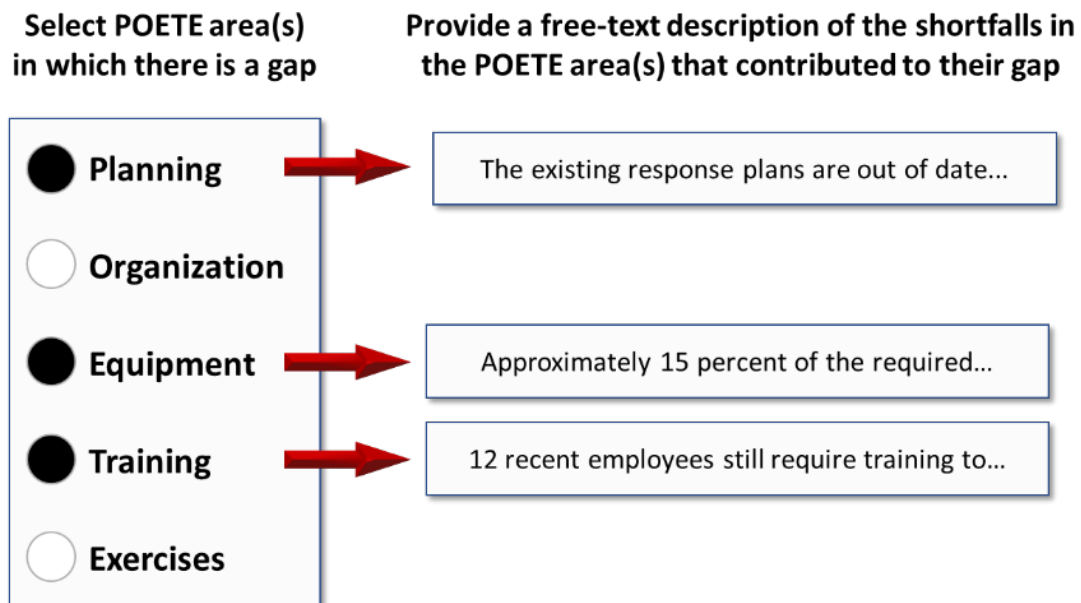 Select POETE area(s)
in which there is a gap
Provide a free-text description of the shortfalls in
the POETE area(s) that contributed to their gap
Planning
The existing response plans are out of date...
Organization
Equipment
Approximately 15 percent of the required...
Training
12 recent employees still require training to...
Exercises